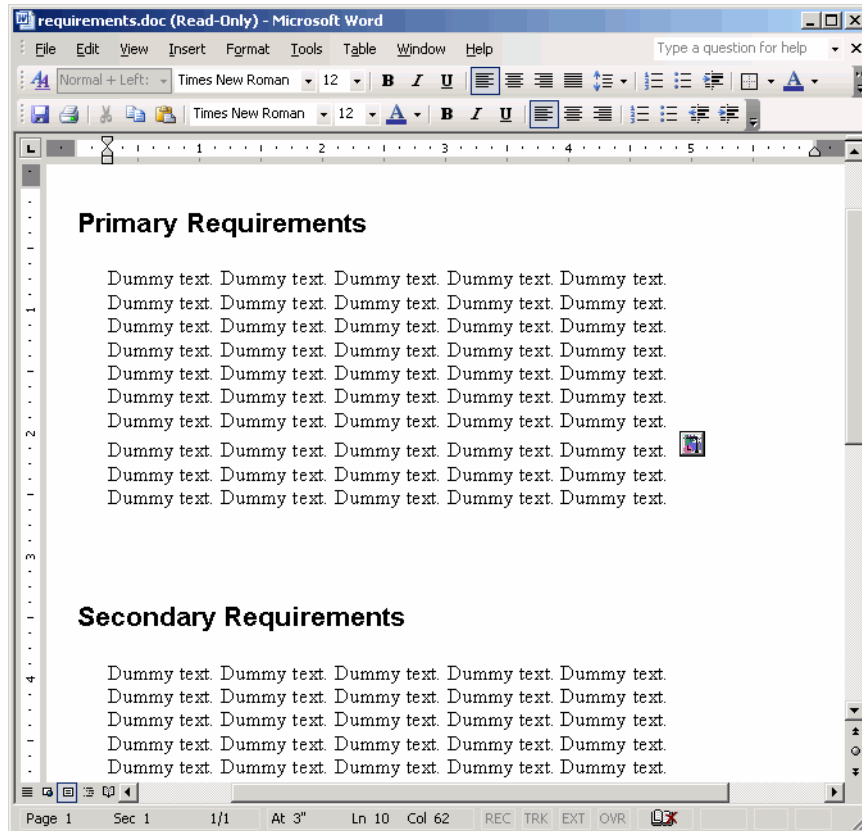 requirements.doc (Read-Only) - Microsoft Word
File Edit View Insert Format Tools Table Window Help Type a question for help
Normal + Left: Times New Roman 12 B I U A
Times New Roman 12 A B I U
L 1 2 3 4 5
Primary Requirements
Dummy text. Dummy text. Dummy text. Dummy text. Dummy text.
Dummy text. Dummy text. Dummy text. Dummy text. Dummy text.
Dummy text. Dummy text. Dummy text. Dummy text. Dummy text.
Dummy text. Dummy text. Dummy text. Dummy text. Dummy text.
Dummy text. Dummy text. Dummy text. Dummy text. Dummy text.
Dummy text. Dummy text. Dummy text. Dummy text. Dummy text.
Dummy text. Dummy text. Dummy text. Dummy text. Dummy text.
Dummy text. Dummy text. Dummy text. Dummy text. Dummy text.
Dummy text. Dummy text. Dummy text. Dummy text. Dummy text.
Dummy text. Dummy text. Dummy text. Dummy text. Dummy text.
Secondary Requirements
Dummy text. Dummy text. Dummy text. Dummy text. Dummy text.
Dummy text. Dummy text. Dummy text. Dummy text. Dummy text.
Dummy text. Dummy text. Dummy text. Dummy text. Dummy text.
Dummy text. Dummy text. Dummy text. Dummy text. Dummy text.
Dummy text. Dummy text. Dummy text. Dummy text. Dummy text.
1
2
3
4
Page 1 Sec 1 1/1 At 3" Ln 10 Col 62 REC TRK EXT OVR